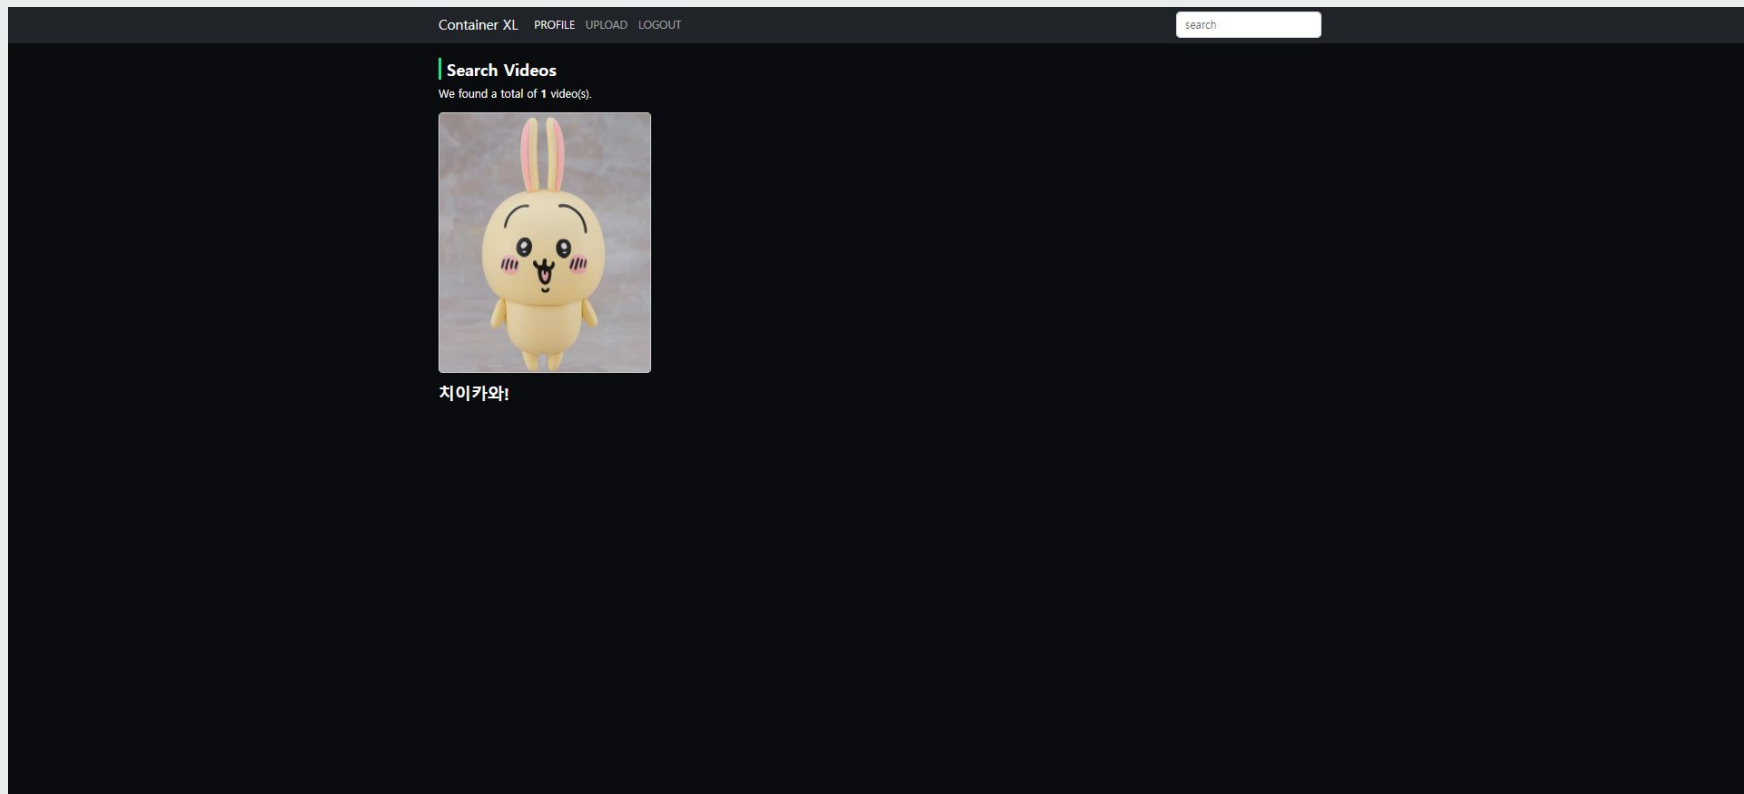 Container XL PROFILE UPLOAD LOGOUT search
Search Videos
We found a total of 1 video(s).
치이카와!